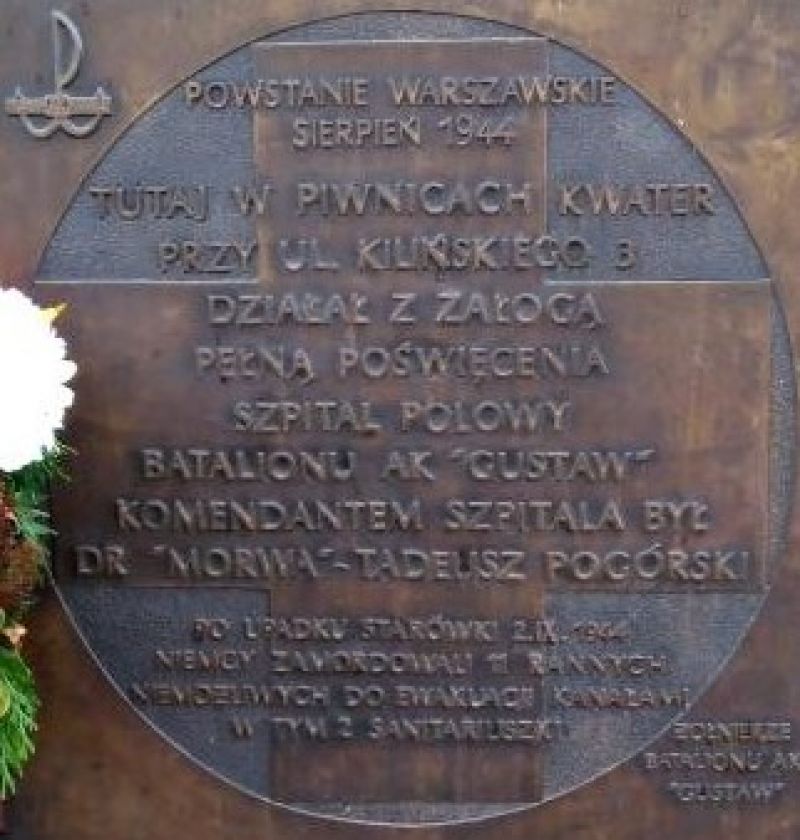 POWSTANIE WARSZAWSKIE
SIERPIEŃ 1944
TUTAJ W PIWNICACH KWATER
PRZY UL. KILIŃSKIEGO 3
DZIAŁAŁ Z ZAŁOGĄ
PEŁNĄ POŚWIĘCENIA
SZPITAL POLOWY
BATALIONU AK "GUSTAW"
KOMENDANTEM SZPITALA BYŁ
DR "MORWA"-TADEUSZ POGÓRSKI
PO UPADKU STARÓWKI 2.IX.1944
NIEMCY ZAMORDOWALI 11 RANNYCH
NIEMOŻLIWYCH DO EWAKUACJI KANAŁAMI,
W TYM 2 SANITARIUSZKI
ŻOŁNIERZE
BATALIONU AK
"GUSTAW"